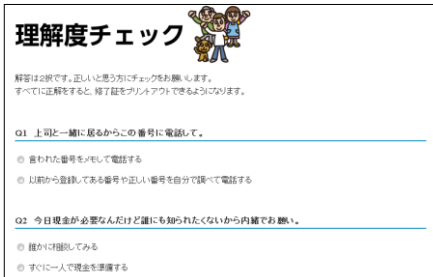 理解度チェック
解答は2択です。正しいと思う方にチェックをお願いします。
すべてに正解をすると、修了証をプリントアウトできるようになります。
Q1 上司と一緒に居るからこの番号に電話して。
言われた番号をメモして電話する
以前から登録してある番号や正しい番号を自分で調べて電話する
Q2 今日現金が必要なんだけど誰にも知られたくないから内緒でお願い。
誰かに相談してみる
すぐに一人で現金を準備する